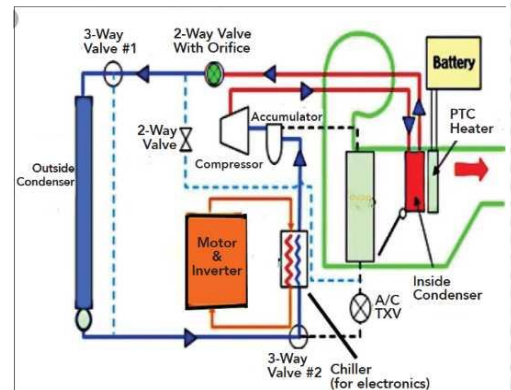 3-Way
Valve #1
2-Way Valve
With Orifice
Battery
PTC
Heater
Accumulator
2-Way
Valve
Compressor
Outside
Condenser
Motor
&
Inverter
Inside
Condenser
A/C
TXV
3-Way
Valve #2
Chiller
(for electronics)